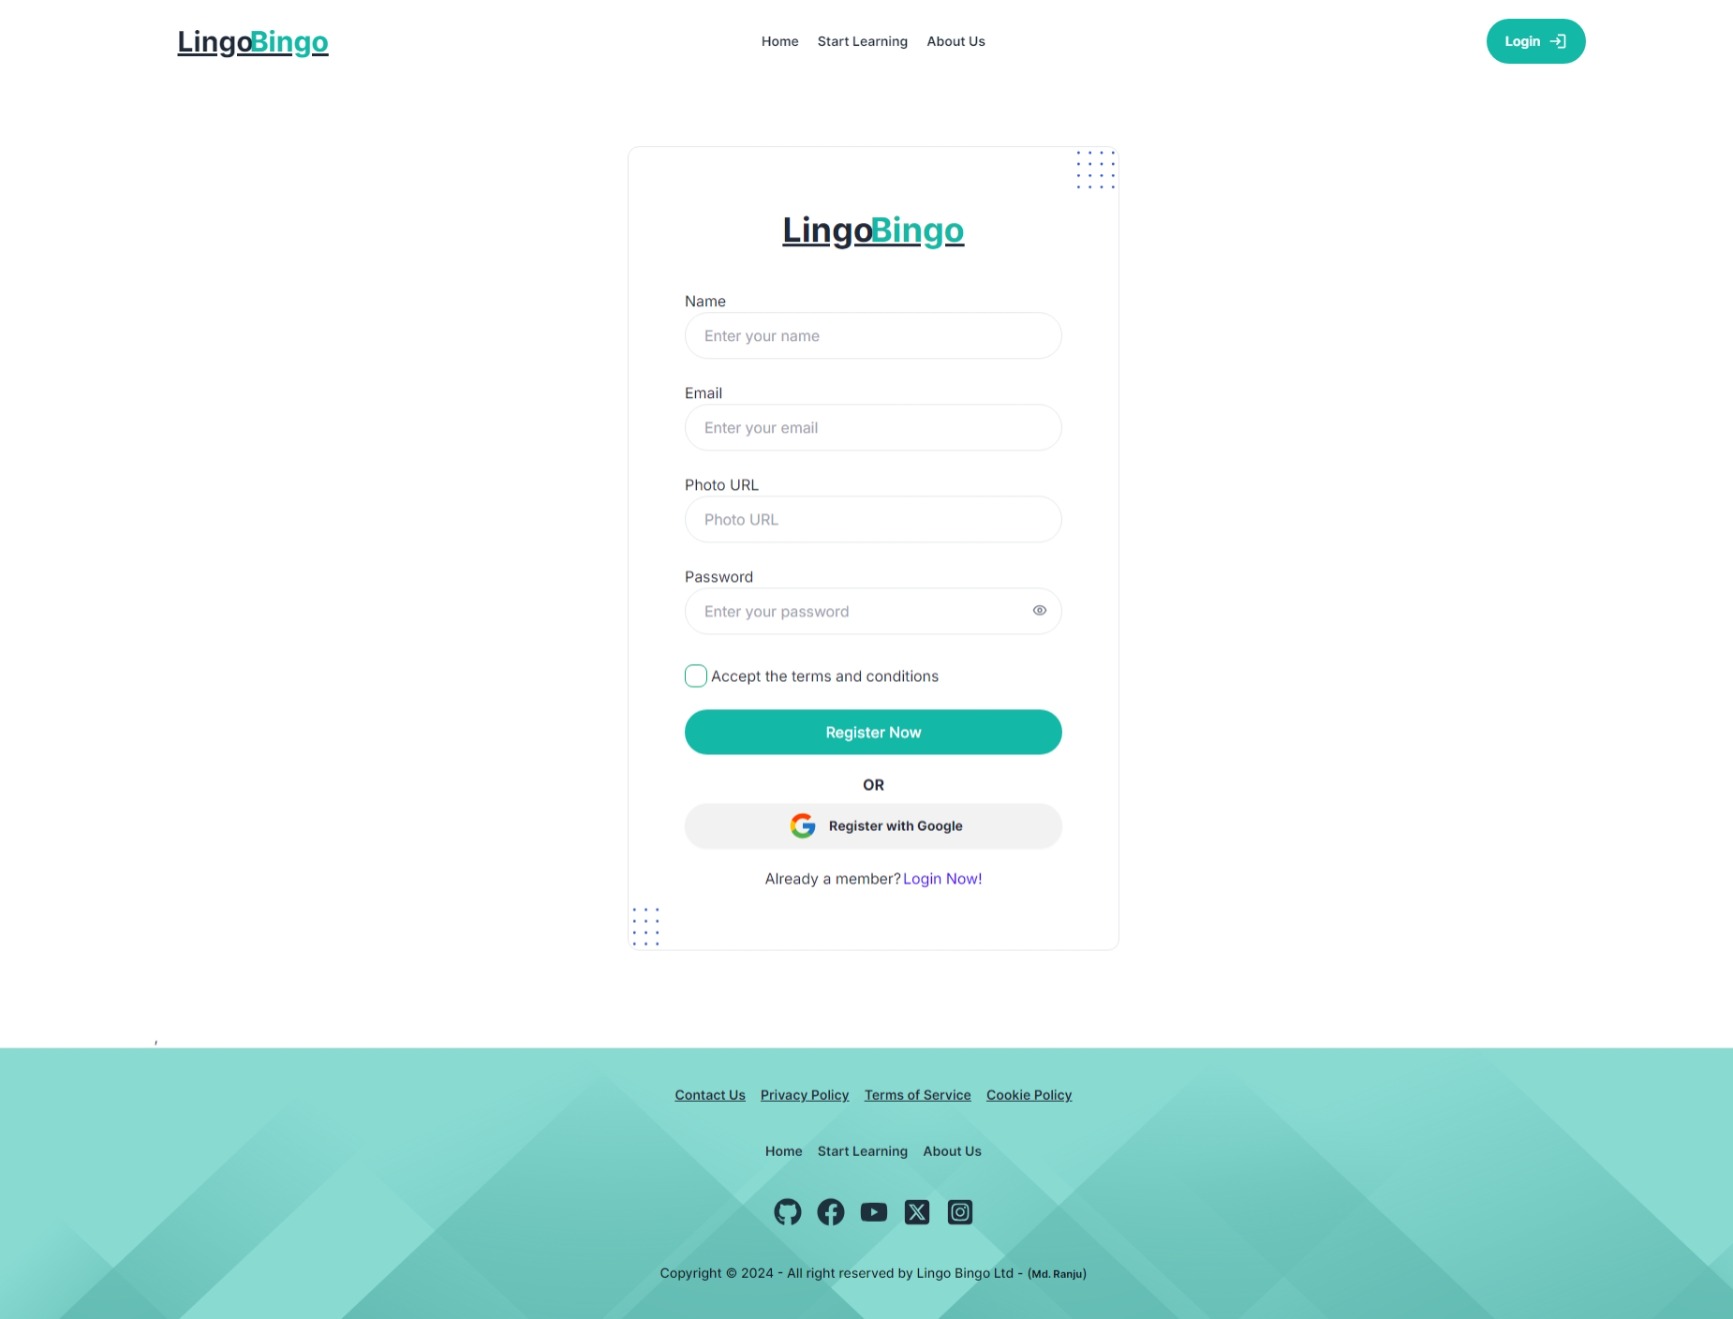 LingoBingo
Home Start Learning About Us
Login
LingoBingo
Name
Enter your name
Email
Enter your email
Photo URL
Photo URL
Password
Enter your password
Accept the terms and conditions
Register Now
OR
Register with Google
Already a member? Login Now!
,
Contact Us Privacy Policy Terms of Service Cookie Policy
Home Start Learning About Us
Copyright © 2024 - All right reserved by Lingo Bingo Ltd - (Md. Ranju)